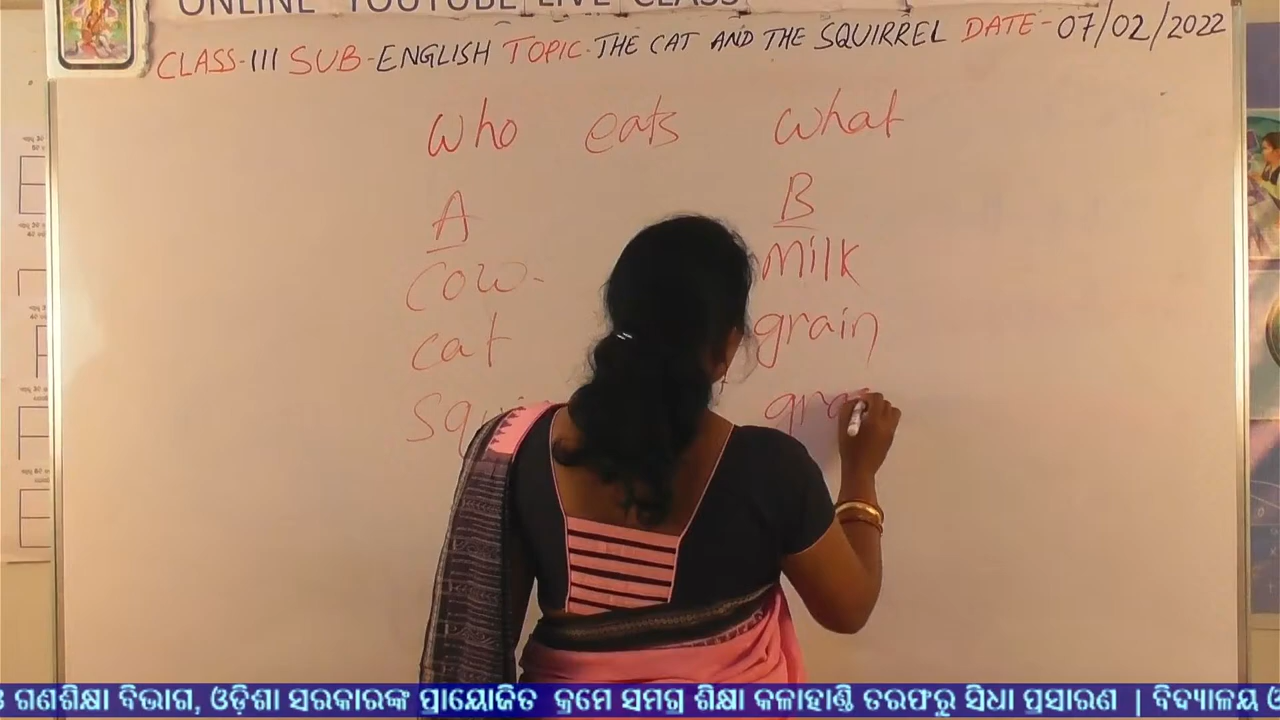 ONLINE YOUTUBE LIVE CLASS
CLASS-III SUB-ENGLISH TOPIC-THE CAT AND THE SQUIRREL DATE-07/02/2022
who eats what
A B
cow- Milk
cat grain
ଗଣଶିକ୍ଷା ବିଭାଗ, ଓଡ଼ିଶା ସରକାରଙ୍କ ପ୍ରାୟୋଜିତ କ୍ରମେ ସମଗ୍ର ଶିକ୍ଷା କଳାହାଣ୍ଡି ତରଫରୁ ସିଧା ପ୍ରସାରଣ | ବିଦ୍ୟାଳୟ